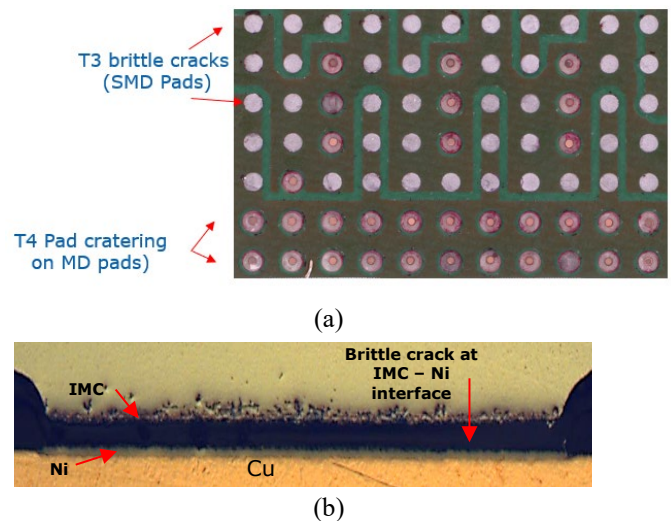 T3 brittle cracks
(SMD Pads)
T4 Pad cratering
on MD pads)
(a)
Brittle crack at
IMC – Ni
interface
IMC
Ni
Cu
(b)